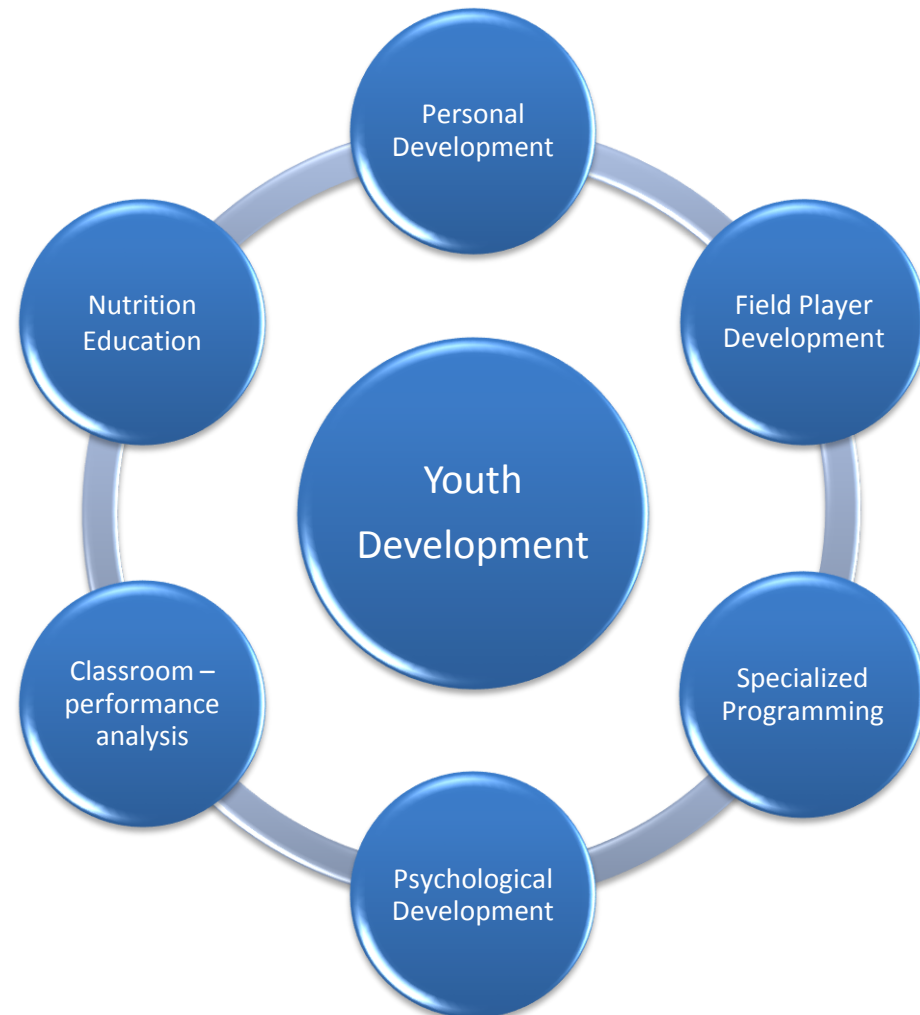 Personal
Development
Field Player
Development
Specialized
Programming
Psychological
Development
Classroom –
performance
analysis
Nutrition
Education
Youth
Development